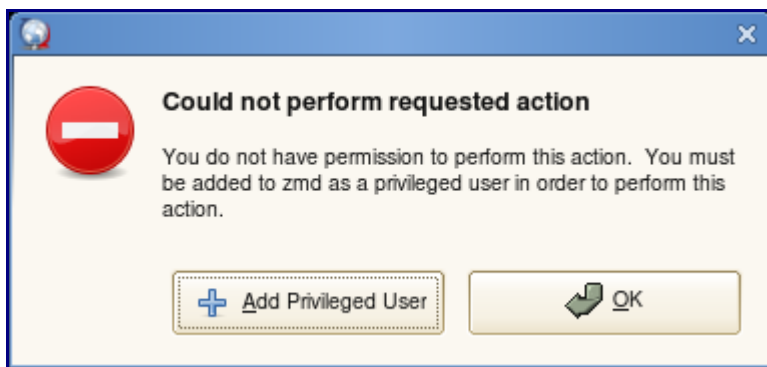 Could not perform requested action
You do not have permission to perform this action.  You must
be added to zmd as a privileged user in order to perform this
action.
Add Privileged User
OK